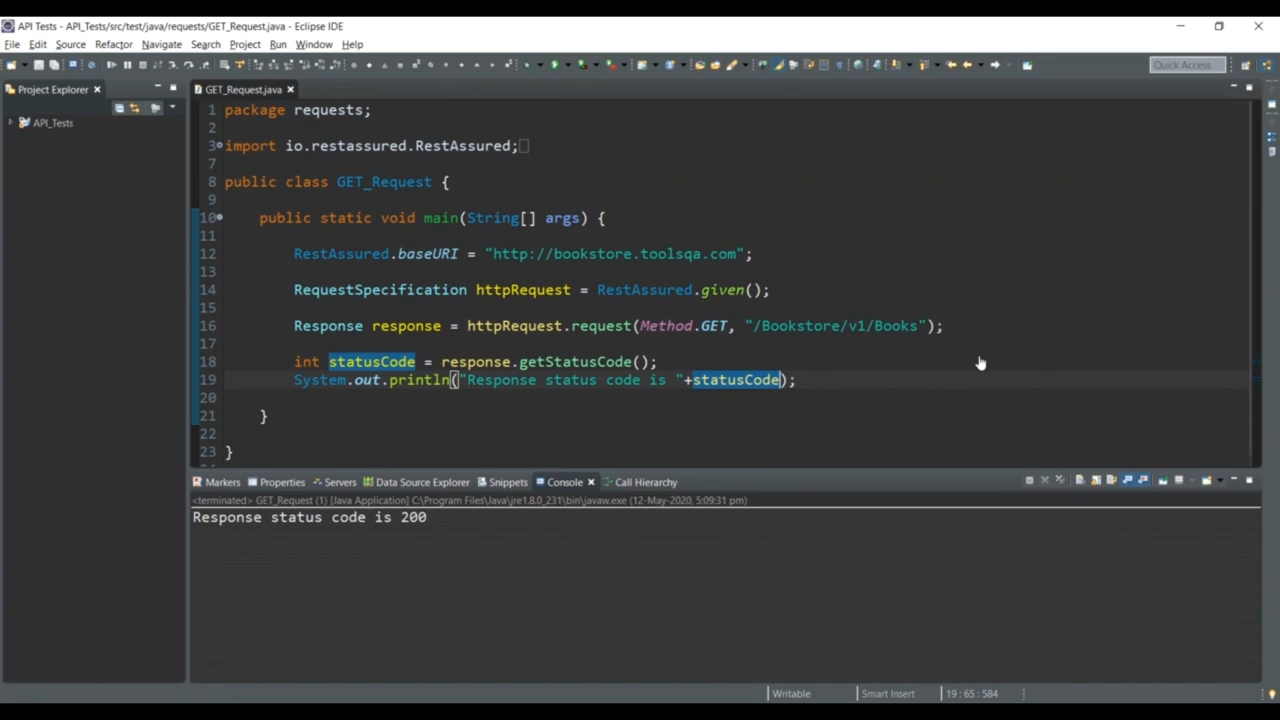 API Tests - API_Tests/src/test/java/requests/GET_Request.java - Eclipse IDE
File Edit Source Refactor Navigate Search Project Run Window Help
Quick Access
Project Explorer
GET_Request.java
API_Tests
1 package requests;
2
3 import io.restassured.RestAssured;
7
8 public class GET_Request {
9
10 public static void main(String[] args) {
11
12 RestAssured.baseURI = "http://bookstore.toolsqa.com";
13
14 RequestSpecification httpRequest = RestAssured.given();
15
16 Response response = httpRequest.request(Method.GET, "/Bookstore/v1/Books");
17
18 int statusCode = response.getStatusCode();
19 System.out.println("Response status code is "+statusCode);
20
21 }
22
23 }
Markers Properties Servers Data Source Explorer Snippets Console Call Hierarchy
<terminated> GET_Request (1) [Java Application] C:\Program Files\Java\jre1.8.0_231\bin\javaw.exe (12-May-2020, 5:09:31 pm)
Response status code is 200
Writable Smart Insert 19 : 65 : 584